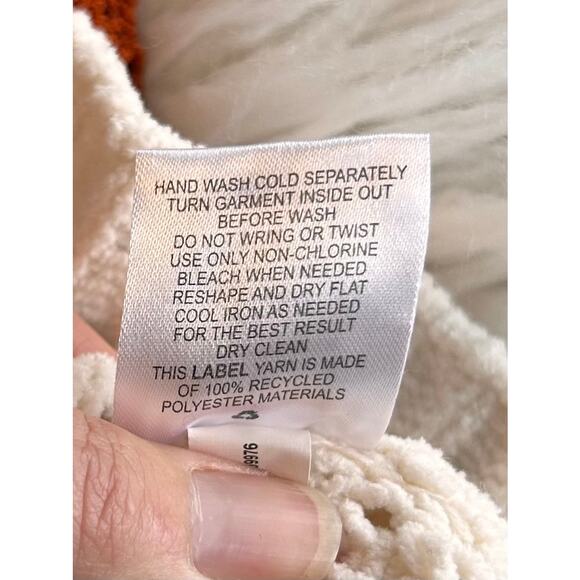 HAND WASH COLD SEPARATELY
TURN GARMENT INSIDE OUT
BEFORE WASH
DO NOT WRING OR TWIST
USE ONLY NON-CHLORINE
BLEACH WHEN NEEDED
RESHAPE AND DRY FLAT
COOL IRON AS NEEDED
FOR THE BEST RESULT
DRY CLEAN
THIS LABEL YARN IS MADE
OF 100% RECYCLED
POLYESTER MATERIALS